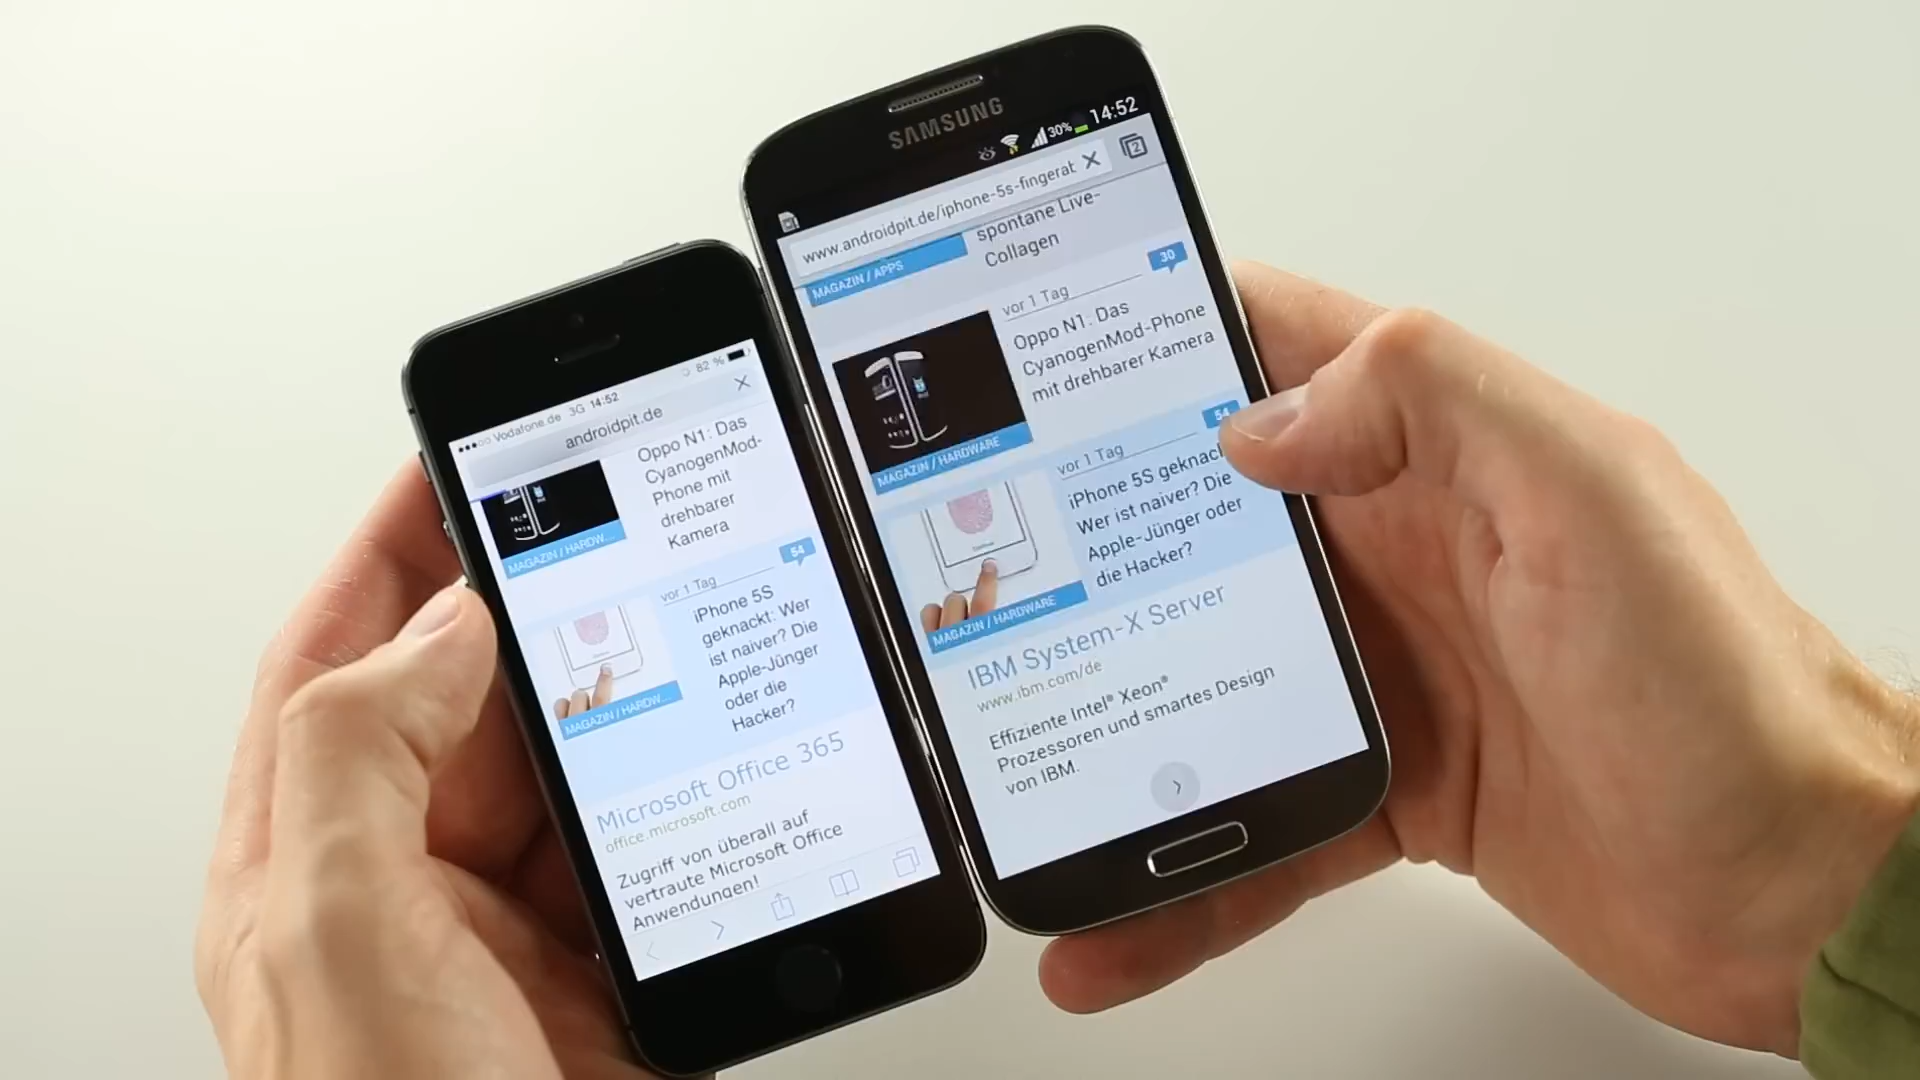 ●●●○○ Vodafone.de 3G 14:52 82 %
androidpit.de
Oppo N1: Das
CyanogenMod-
Phone mit
drehbarer
Kamera
MAGAZIN / HARDW...
54
vor 1 Tag
iPhone 5S
geknackt: Wer
ist naiver? Die
Apple-Jünger
oder die
Hacker?
MAGAZIN / HARDW...
Microsoft Office 365
office.microsoft.com
Zugriff von überall auf
vertraute Microsoft Office
Anwendungen!
SAMSUNG
30% 14:52
www.androidpit.de/iphone-5s-fingerat
2
spontane Live-
Collagen
MAGAZIN / APPS
30
vor 1 Tag
Oppo N1: Das
CyanogenMod-Phone
mit drehbarer Kamera
MAGAZIN / HARDWARE
54
vor 1 Tag
iPhone 5S geknack
Wer ist naiver? Die
Apple-Jünger oder
die Hacker?
MAGAZIN / HARDWARE
IBM System-X Server
www.ibm.com/de
Effiziente Intel® Xeon®
Prozessoren und smartes Design
von IBM.